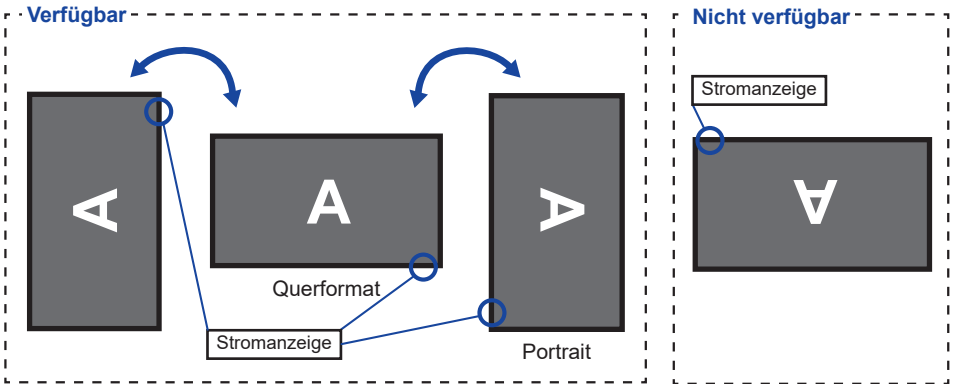 Verfügbar
Nicht verfügbar
Stromanzeige
A
A
A
A
Querformat
Stromanzeige
Portrait